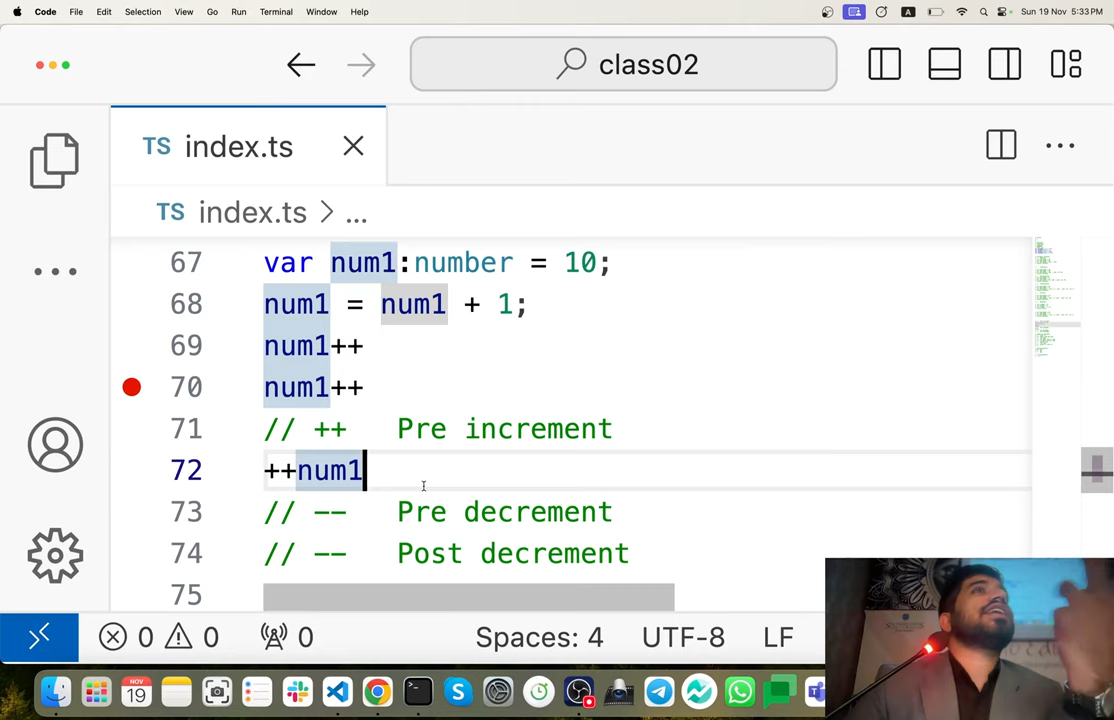 Code File Edit Selection View Go Run Terminal Window Help A Sun 19 Nov 5:33 PM
class02
TS index.ts
TS index.ts > ...
67 var num1:number = 10;
68 num1 = num1 + 1;
69 num1++
70 num1++
71 // ++ Pre increment
72 ++num1
73 // -- Pre decrement
74 // -- Post decrement
75
0 0 0 Spaces: 4 UTF-8 LF
NOV
19